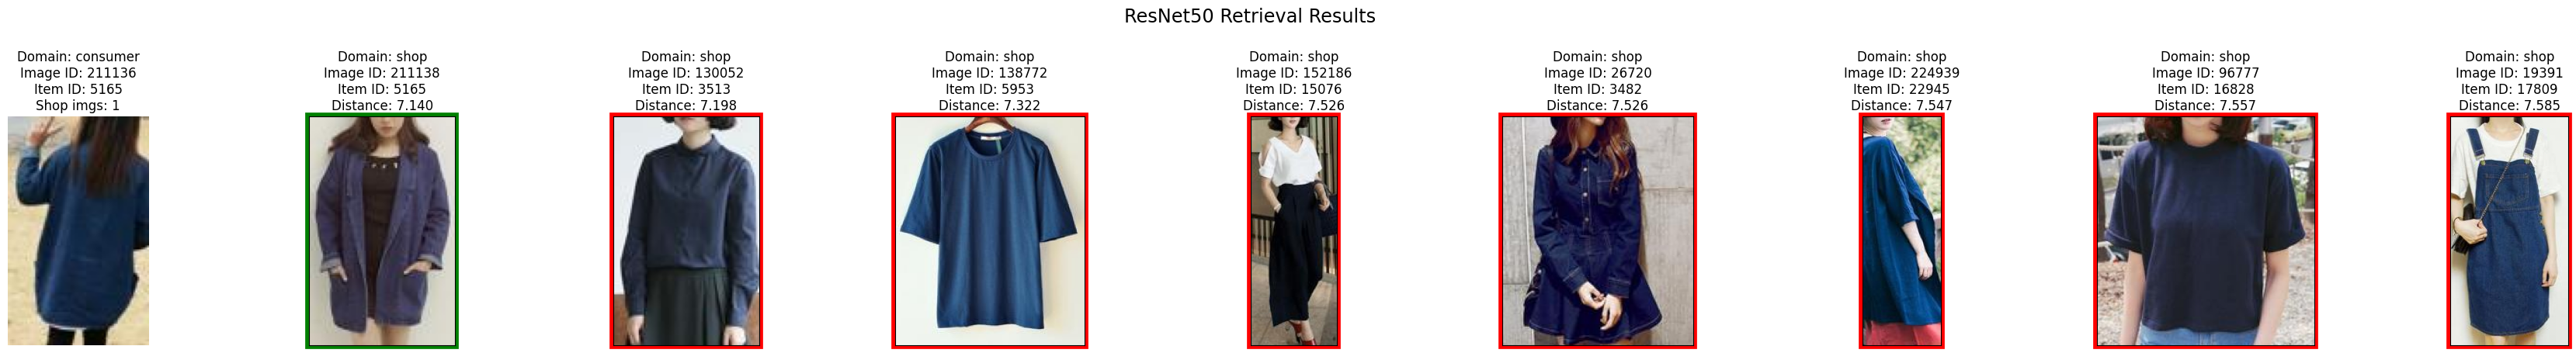 ResNet50 Retrieval Results
Domain: consumer
Image ID: 211136
Item ID: 5165
Shop imgs: 1
Domain: shop
Image ID: 211138
Item ID: 5165
Distance: 7.140
Domain: shop
Image ID: 130052
Item ID: 3513
Distance: 7.198
Domain: shop
Image ID: 138772
Item ID: 5953
Distance: 7.322
Domain: shop
Image ID: 152186
Item ID: 15076
Distance: 7.526
Domain: shop
Image ID: 26720
Item ID: 3482
Distance: 7.526
Domain: shop
Image ID: 224939
Item ID: 22945
Distance: 7.547
Domain: shop
Image ID: 96777
Item ID: 16828
Distance: 7.557
Domain: shop
Image ID: 19391
Item ID: 17809
Distance: 7.585